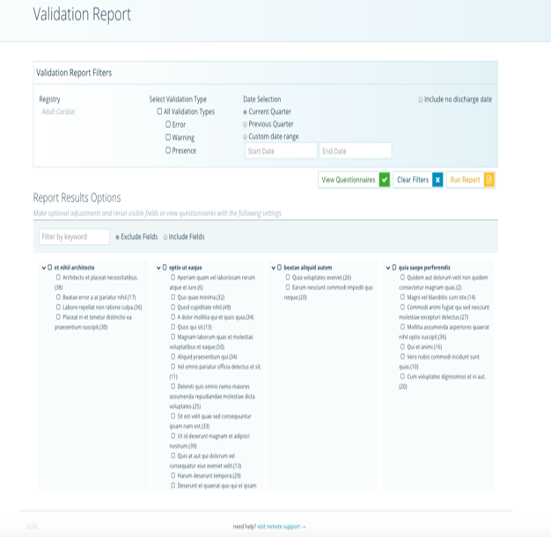 Validation Report
Validation Report Filters
Registry
Adult Cardiac
Select Validation Type
All Validation Types
Error
Warning
Presence
Date Selection
Current Quarter
Previous Quarter
Custom date range
Start Date
End Date
Include no discharge date
View Questionnaires
Clear Filters
Run Report
Report Results Options
Make optional adjustments and rerun visible fields or view questionnaires with the following settings
Filter by keyword
Exclude Fields
Include Fields
et nihil architecto
Architecto et placeat necessitatibus
(38)
Beatae error a at pariatur nihil.(17)
Labore repellat non ratione culpa.(36)
Placeat in et tenetur distinctio ea
praesentium suscipit.(30)
optio ut eaque
Aperiam quam vel laboriosam rerum
atque et iure.(6)
Quo quae minima.(32)
Quod cupiditate nihil.(49)
A dolor mollitia qui et quos quia.(34)
Quos qui sit.(13)
Magnam laborum quas et molestias
voluptatibus et eaque.(50)
Aliquid praesentium qui.(34)
Vel omnis pariatur officia delectus et sit.
(11)
Deleniti quis omnis nemo maiores
assumenda repudiandae molestiae dicta
voluptates.(25)
Sit est velit quae sed consequuntur
ipsam nam est.(33)
Ut id deserunt magnam et adipisci
nostrum.(39)
Quis at aut qui dolorum vel
consequatur eius eveniet velit.(13)
Harum deserunt tempora.(29)
Deserunt et quaerat quo qui et ipsam
beatae aliquid autem
Quia voluptates eveniet.(26)
Earum nesciunt commodi impedit quo
neque.(20)
quia saepe perferendis
Quidem aut dolorum velit non quidem
consectetur magnam quas.(2)
Magni vel blanditiis cum iste.(14)
Commodi animi fugiat qui sed nesciunt
molestiae excepturi delectus.(27)
Mollitia assumenda asperiores quaerat
nihil optio suscipit.(36)
Qui et animi.(16)
Vero nobis commodi incidunt sunt
quas.(10)
Cum voluptates dignissimos et in aut.
(20)
need help? visit remote support